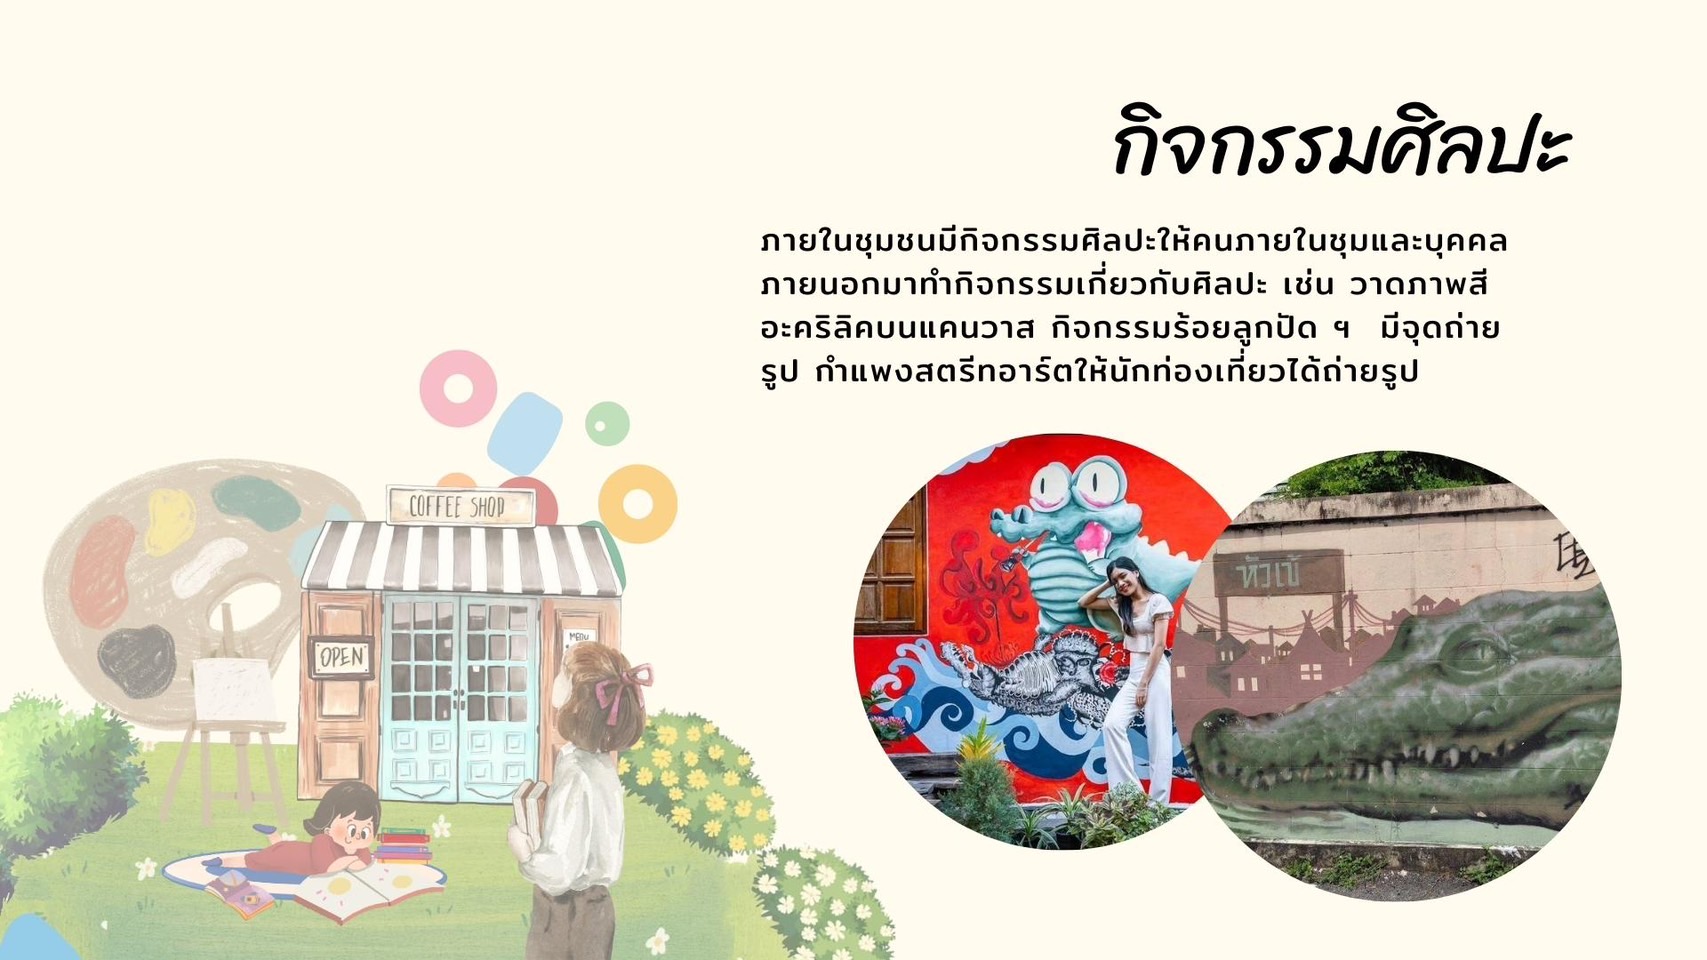 กิจกรรมศิลปะ
ภายในชุมชนมีกิจกรรมศิลปะให้คนภายในชุมและบุคคล
ภายนอกมาทำกิจกรรมเกี่ยวกับศิลปะ เช่น วาดภาพสี
อะคริลิคบนแคนวาส กิจกรรมร้อยลูกปัด ฯ มีจุดถ่าย
รูป กำแพงสตรีทอาร์ตให้นักท่องเที่ยวได้ถ่ายรูป
COFFEE SHOP
OPEN
MENU
หัวเข้